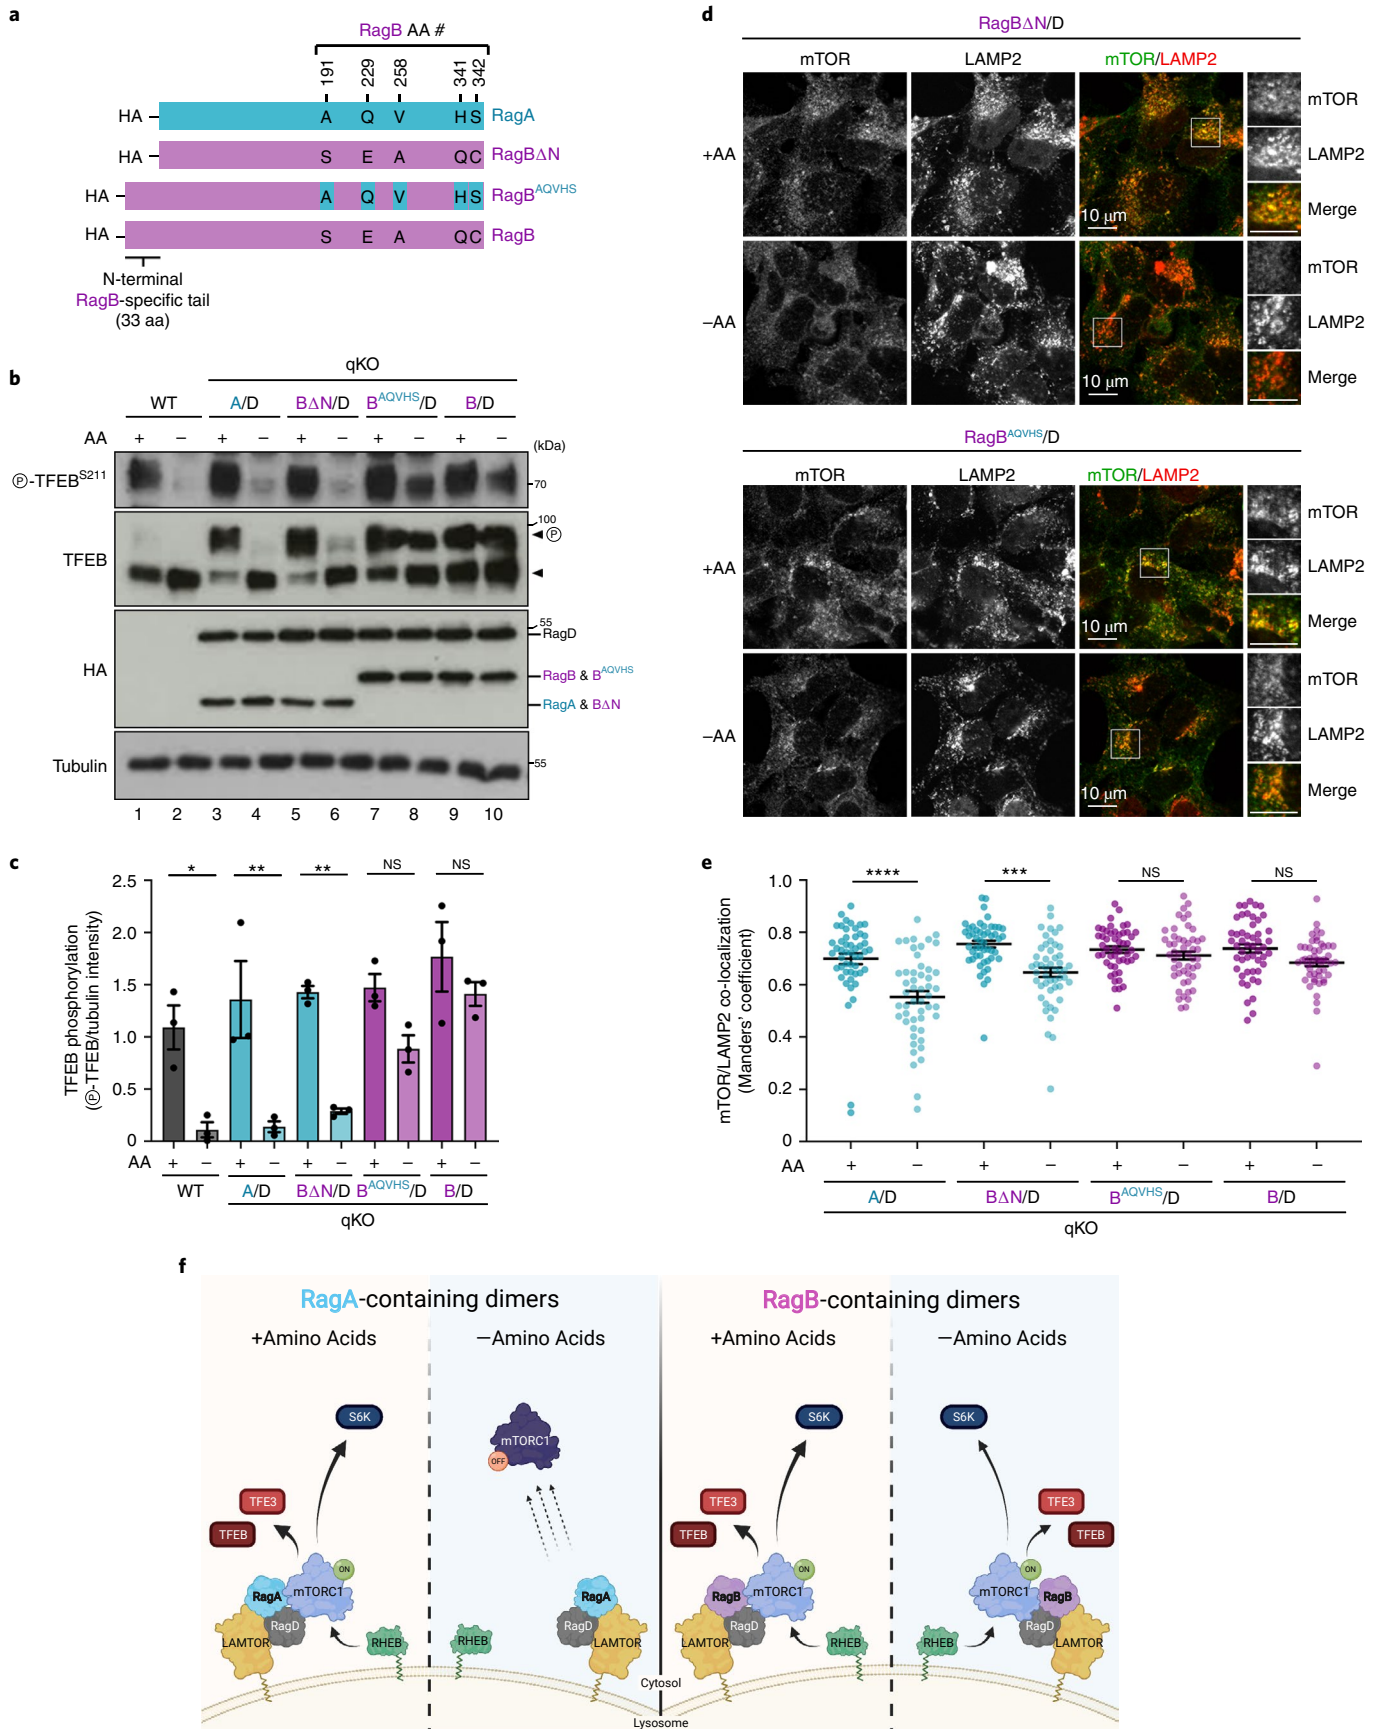 a
RagB AA #
191 229 258 341 342
HA A Q V H S RagA
HA S E A Q C RagBΔN
HA A Q V H S RagB^AQVHS
HA S E A Q C RagB
N-terminal
RagB-specific tail
(33 aa)
b
qKO
WT A/D BΔN/D B^AQVHS/D B/D
AA + − + − + − + − + −
(kDa)
Ⓟ-TFEB^S211
70
100
TFEB
Ⓟ
55
RagD
HA
RagB & B^AQVHS
RagA & BΔN
Tubulin
55
1 2 3 4 5 6 7 8 9 10
c
* ** ** NS NS
TFEB phosphorylation
(Ⓟ-TFEB/tubulin intensity)
2.5
2.0
1.5
1.0
0.5
0
AA + − + − + − + − + −
WT A/D BΔN/D B^AQVHS/D B/D
qKO
d
RagBΔN/D
mTOR LAMP2 mTOR/LAMP2
+AA
10 μm
mTOR
LAMP2
Merge
−AA
10 μm
mTOR
LAMP2
Merge
RagB^AQVHS/D
mTOR LAMP2 mTOR/LAMP2
+AA
10 μm
mTOR
LAMP2
Merge
−AA
10 μm
mTOR
LAMP2
Merge
e
**** *** NS NS
mTOR/LAMP2 co-localization
(Manders' coefficient)
1.0
0.8
0.6
0.4
0.2
0
AA + − + − + − + −
A/D BΔN/D B^AQVHS/D B/D
qKO
f
RagA-containing dimers
+Amino Acids −Amino Acids
S6K
TFE3
TFEB
ON
mTORC1
RagA
RagD
LAMTOR
RHEB
mTORC1
OFF
RHEB
RagA
RagD
LAMTOR
RagB-containing dimers
+Amino Acids −Amino Acids
S6K
TFE3
TFEB
ON
mTORC1
RagB
RagD
LAMTOR
RHEB
S6K
TFE3
TFEB
ON
mTORC1
RagB
RagD
LAMTOR
RHEB
Cytosol
Lysosome